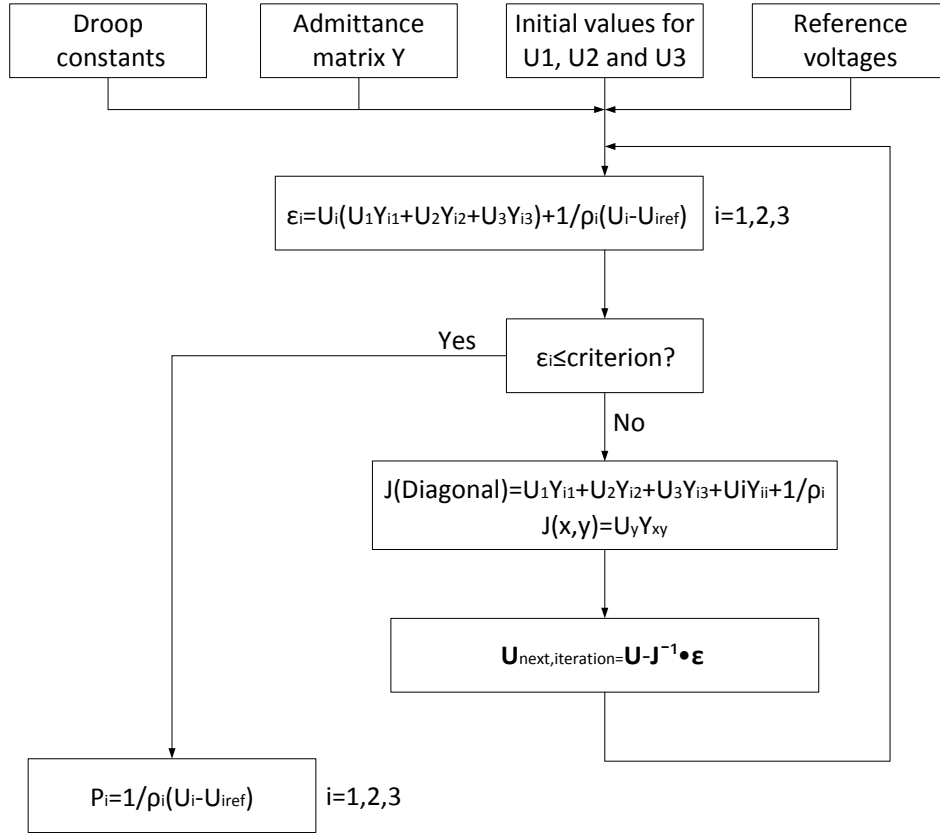 Droop
constants
Admittance
matrix Y
Initial values for
U1, U2 and U3
Reference
voltages
εi=Ui(U1Yi1+U2Yi2+U3Yi3)+1/ρi(Ui-Uiref)
i=1,2,3
Yes
εi≤criterion?
No
J(Diagonal)=U1Yi1+U2Yi2+U3Yi3+UiYii+1/ρi
J(x,y)=UyYxy
Unext,iteration=U-J⁻¹•ε
Pi=1/ρi(Ui-Uiref)
i=1,2,3